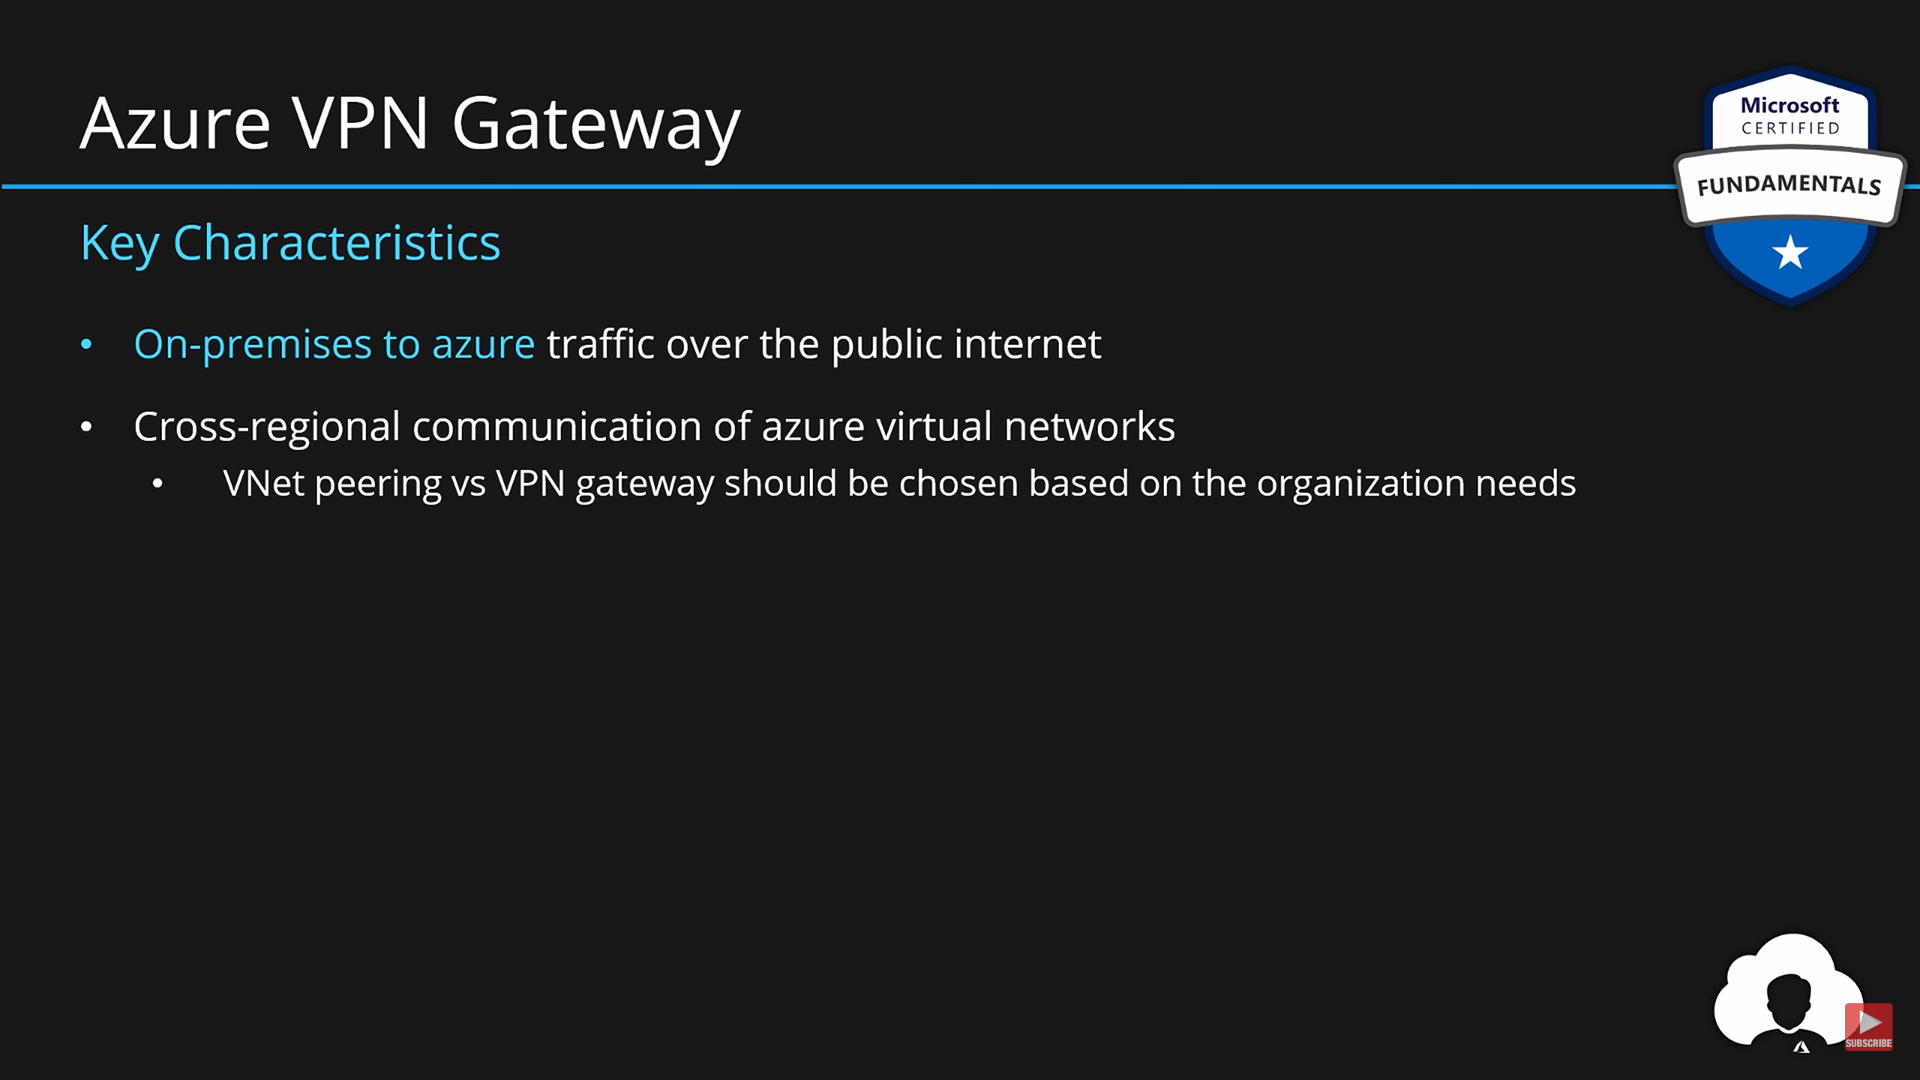 Azure VPN Gateway
Microsoft
CERTIFIED
FUNDAMENTALS
Key Characteristics
• On-premises to azure traffic over the public internet
• Cross-regional communication of azure virtual networks
• VNet peering vs VPN gateway should be chosen based on the organization needs
SUBSCRIBE